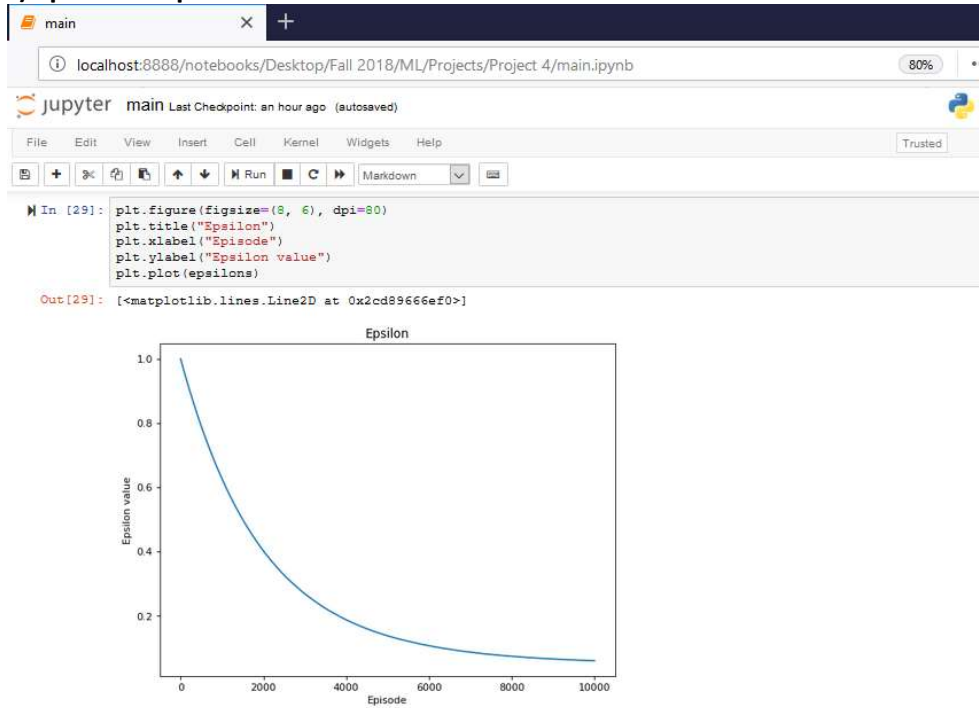 main
localhost:8888/notebooks/Desktop/Fall 2018/ML/Projects/Project 4/main.ipynb 80%
jupyter main Last Checkpoint: an hour ago (autosaved)
File Edit View Insert Cell Kernel Widgets Help Trusted
Run Markdown
In [29]: plt.figure(figsize=(8, 6), dpi=80)
plt.title("Epsilon")
plt.xlabel("Episode")
plt.ylabel("Epsilon value")
plt.plot(epsilons)
Out[29]: [<matplotlib.lines.Line2D at 0x2cd89666ef0>]
Epsilon
1.0
0.8
0.6
0.4
0.2
Epsilon value
0 2000 4000 6000 8000 10000
Episode